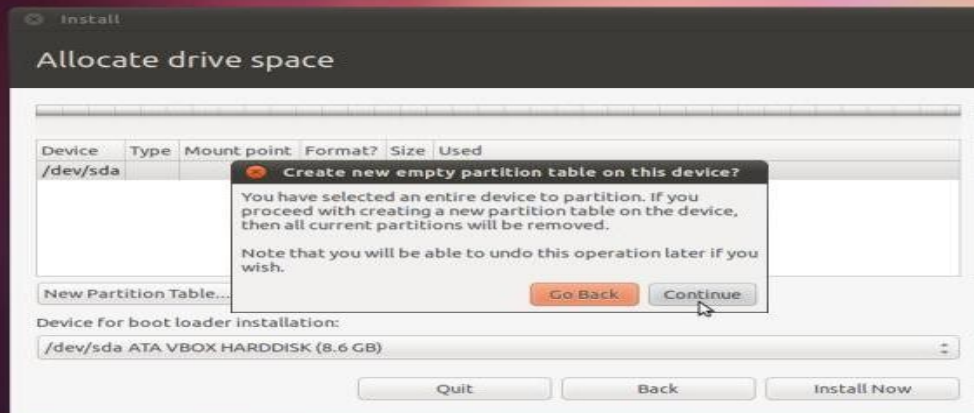 Install
Allocate drive space
Device Type Mount point Format? Size Used
/dev/sda
Create new empty partition table on this device?
You have selected an entire device to partition. If you
proceed with creating a new partition table on the device,
then all current partitions will be removed.
Note that you will be able to undo this operation later if you
wish.
Go Back Continue
New Partition Table...
Device for boot loader installation:
/dev/sda ATA VBOX HARDDISK (8.6 GB)
Quit Back Install Now